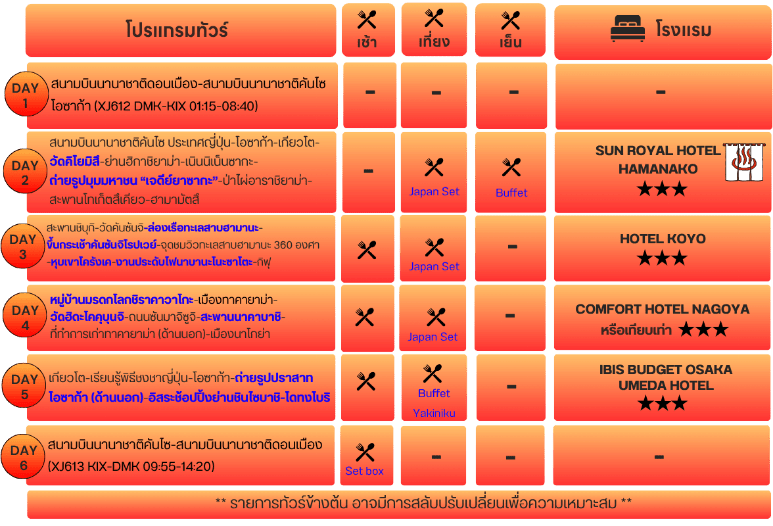 โปรแกรมทัวร์
เช้า
เที่ยง
เย็น
โรงแรม
DAY
1
สนามบินนานาชาติดอนเมือง-สนามบินนานาชาติคันไซ
โอซาก้า (XJ612 DMK-KIX 01:15-08:40)
-
-
-
-
DAY
2
สนามบินนานาชาติคันไซ ประเทศญี่ปุ่น-โอซาก้า-เกียวโต-
วัดคิโยมิสึ-ย่านฮิกาชิยาม่า-เนินนิเน็นซากะ-
ถ่ายรูปมุมมหาชน “เจดีย์ยาซากะ”-ป่าไผ่อาราชิยาม่า-
สะพานโทเก็ตสึเคียว-ฮามามัตสึ
-
Japan Set
Buffet
SUN ROYAL HOTEL
HAMANAKO
★★★
DAY
3
สะพานชิบุกิ-วัดคันซันจิ-ล่องเรือทะเลสาบฮามานะ-
ขึ้นกระเช้าคันซันจิโรปเวย์-จุดชมวิวทะเลสาบฮามานะ 360 องศา
-หุบเขาโครังเค-งานประดับไฟนาบานะโนะซาโตะ-กิฟุ
Japan Set
-
HOTEL KOYO
★★★
DAY
4
หมู่บ้านมรดกโลกชิราคาวาโกะ-เมืองทาคายาม่า-
วัดฮิดะโคคุบุนจิ-ถนนซันมาจิซูจิ-สะพานนาคาบาชิ-
ที่ทำการเก่าทาคายาม่า (ด้านนอก)-เมืองนาโกย่า
Japan Set
-
COMFORT HOTEL NAGOYA
หรือเทียบเท่า ★★★
DAY
5
เกียวโต-เรียนรู้พิธีชงชาญี่ปุ่น-โอซาก้า-ถ่ายรูปปราสาท
โอซาก้า (ด้านนอก)-อิสระช้อปปิ้งย่านชินไซบาชิ-โดทงโบริ
Buffet
Yakiniku
-
IBIS BUDGET OSAKA
UMEDA HOTEL
★★★
DAY
6
สนามบินนานาชาติคันไซ-สนามบินนานาชาติดอนเมือง
(XJ613 KIX-DMK 09:55-14:20)
Set box
-
-
-
** รายการทัวร์ข้างต้น อาจมีการสลับปรับเปลี่ยนเพื่อความเหมาะสม **